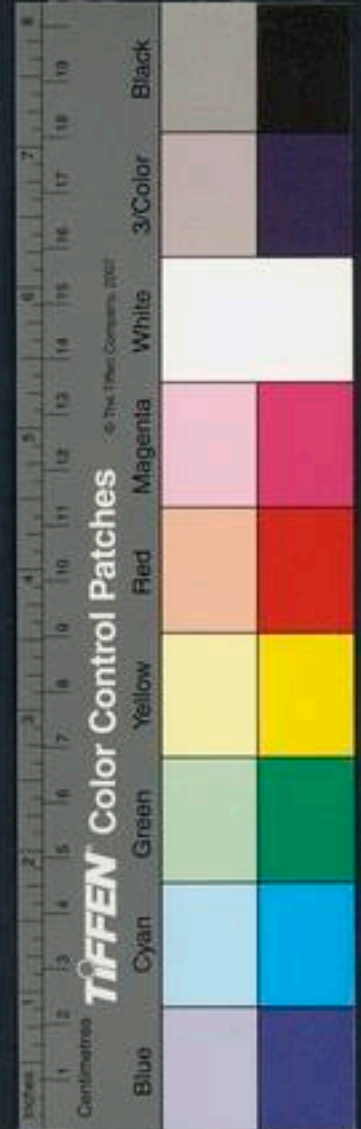 Inches 1 2 3 4 5 6 7 8
Centimetres 1 2 3 4 5 6 7 8 9 10 11 12 13 14 15 16 17 18 19
TIFFEN Color Control Patches © The Tiffen Company, 2007
Blue Cyan Green Yellow Red Magenta White 3/Color Black